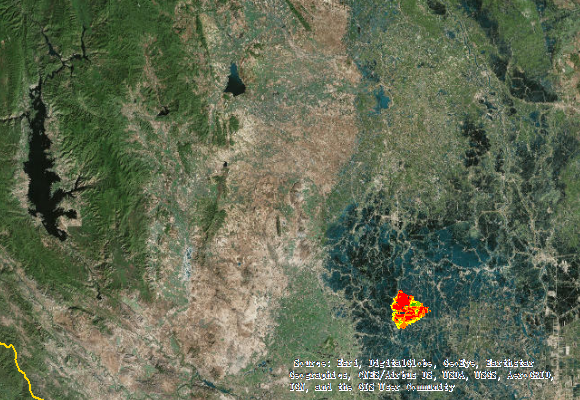 Source: Esri, DigitalGlobe, GeoEye, Earthstar
Geographics, CNES/Airbus DS, USDA, USGS, AeroGRID,
IGN, and the GIS User Community